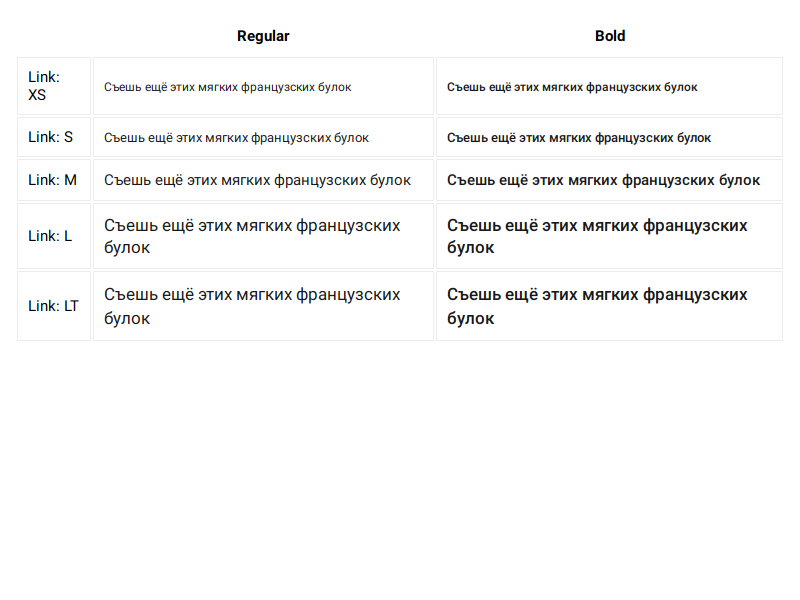 Regular Bold
Link:
XS
Съешь ещё этих мягких французских булок Съешь ещё этих мягких французских булок
Link: S Съешь ещё этих мягких французских булок Съешь ещё этих мягких французских булок
Link: M Съешь ещё этих мягких французских булок Съешь ещё этих мягких французских булок
Link: L
Съешь ещё этих мягких французских
булок
Съешь ещё этих мягких французских
булок
Link: LT
Съешь ещё этих мягких французских
булок
Съешь ещё этих мягких французских
булок